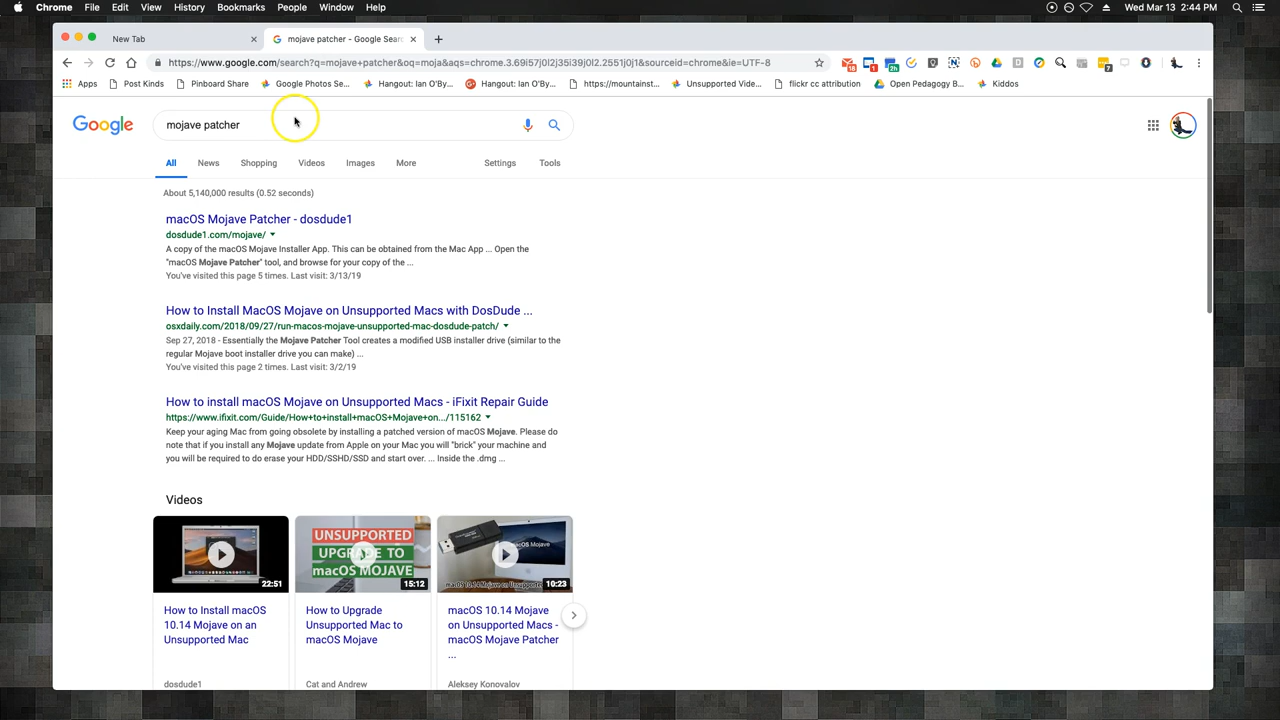 Chrome File Edit View History Bookmarks People Window Help Wed Mar 13 2:44 PM
New Tab mojave patcher - Google Sear
https://www.google.com/search?q=mojave+patcher&oq=moja&aqs=chrome.3.69i57j0l2j35i39j0l2.2551j0j1&sourceid=chrome&ie=UTF-8
Apps Post Kinds Pinboard Share Google Photos Se... Hangout: Ian O'By... Hangout: Ian O'By... https://mountainst... Unsupported Vide... flickr cc attribution Open Pedagogy B... Kiddos
Google mojave patcher
All News Shopping Videos Images More Settings Tools
About 5,140,000 results (0.52 seconds)
macOS Mojave Patcher - dosdude1
dosdude1.com/mojave/
A copy of the macOS Mojave Installer App. This can be obtained from the Mac App ... Open the
"macOS Mojave Patcher" tool, and browse for your copy of the ...
You've visited this page 5 times. Last visit: 3/13/19
How to Install MacOS Mojave on Unsupported Macs with DosDude ...
osxdaily.com/2018/09/27/run-macos-mojave-unsupported-mac-dosdude-patch/
Sep 27, 2018 - Essentially the Mojave Patcher Tool creates a modified USB installer drive (similar to the
regular Mojave boot installer drive you can make) ...
You've visited this page 2 times. Last visit: 3/2/19
How to install macOS Mojave on Unsupported Macs - iFixit Repair Guide
https://www.ifixit.com/Guide/How+to+install+macOS+Mojave+on.../115162
Keep your aging Mac from going obsolete by installing a patched version of macOS Mojave. Please do
note that if you install any Mojave update from Apple on your Mac you will "brick" your machine and
you will be required to do erase your HDD/SSHD/SSD and start over. ... Inside the .dmg ...
Videos
22:51
UNSUPPORTED
UPGRADE TO
macOS MOJAVE
15:12
macOS Mojave
10:23
How to Install macOS
10.14 Mojave on an
Unsupported Mac
How to Upgrade
Unsupported Mac to
macOS Mojave
macOS 10.14 Mojave
on Unsupported Macs -
macOS Mojave Patcher
...
dosdude1
Cat and Andrew
Aleksey Konovalov